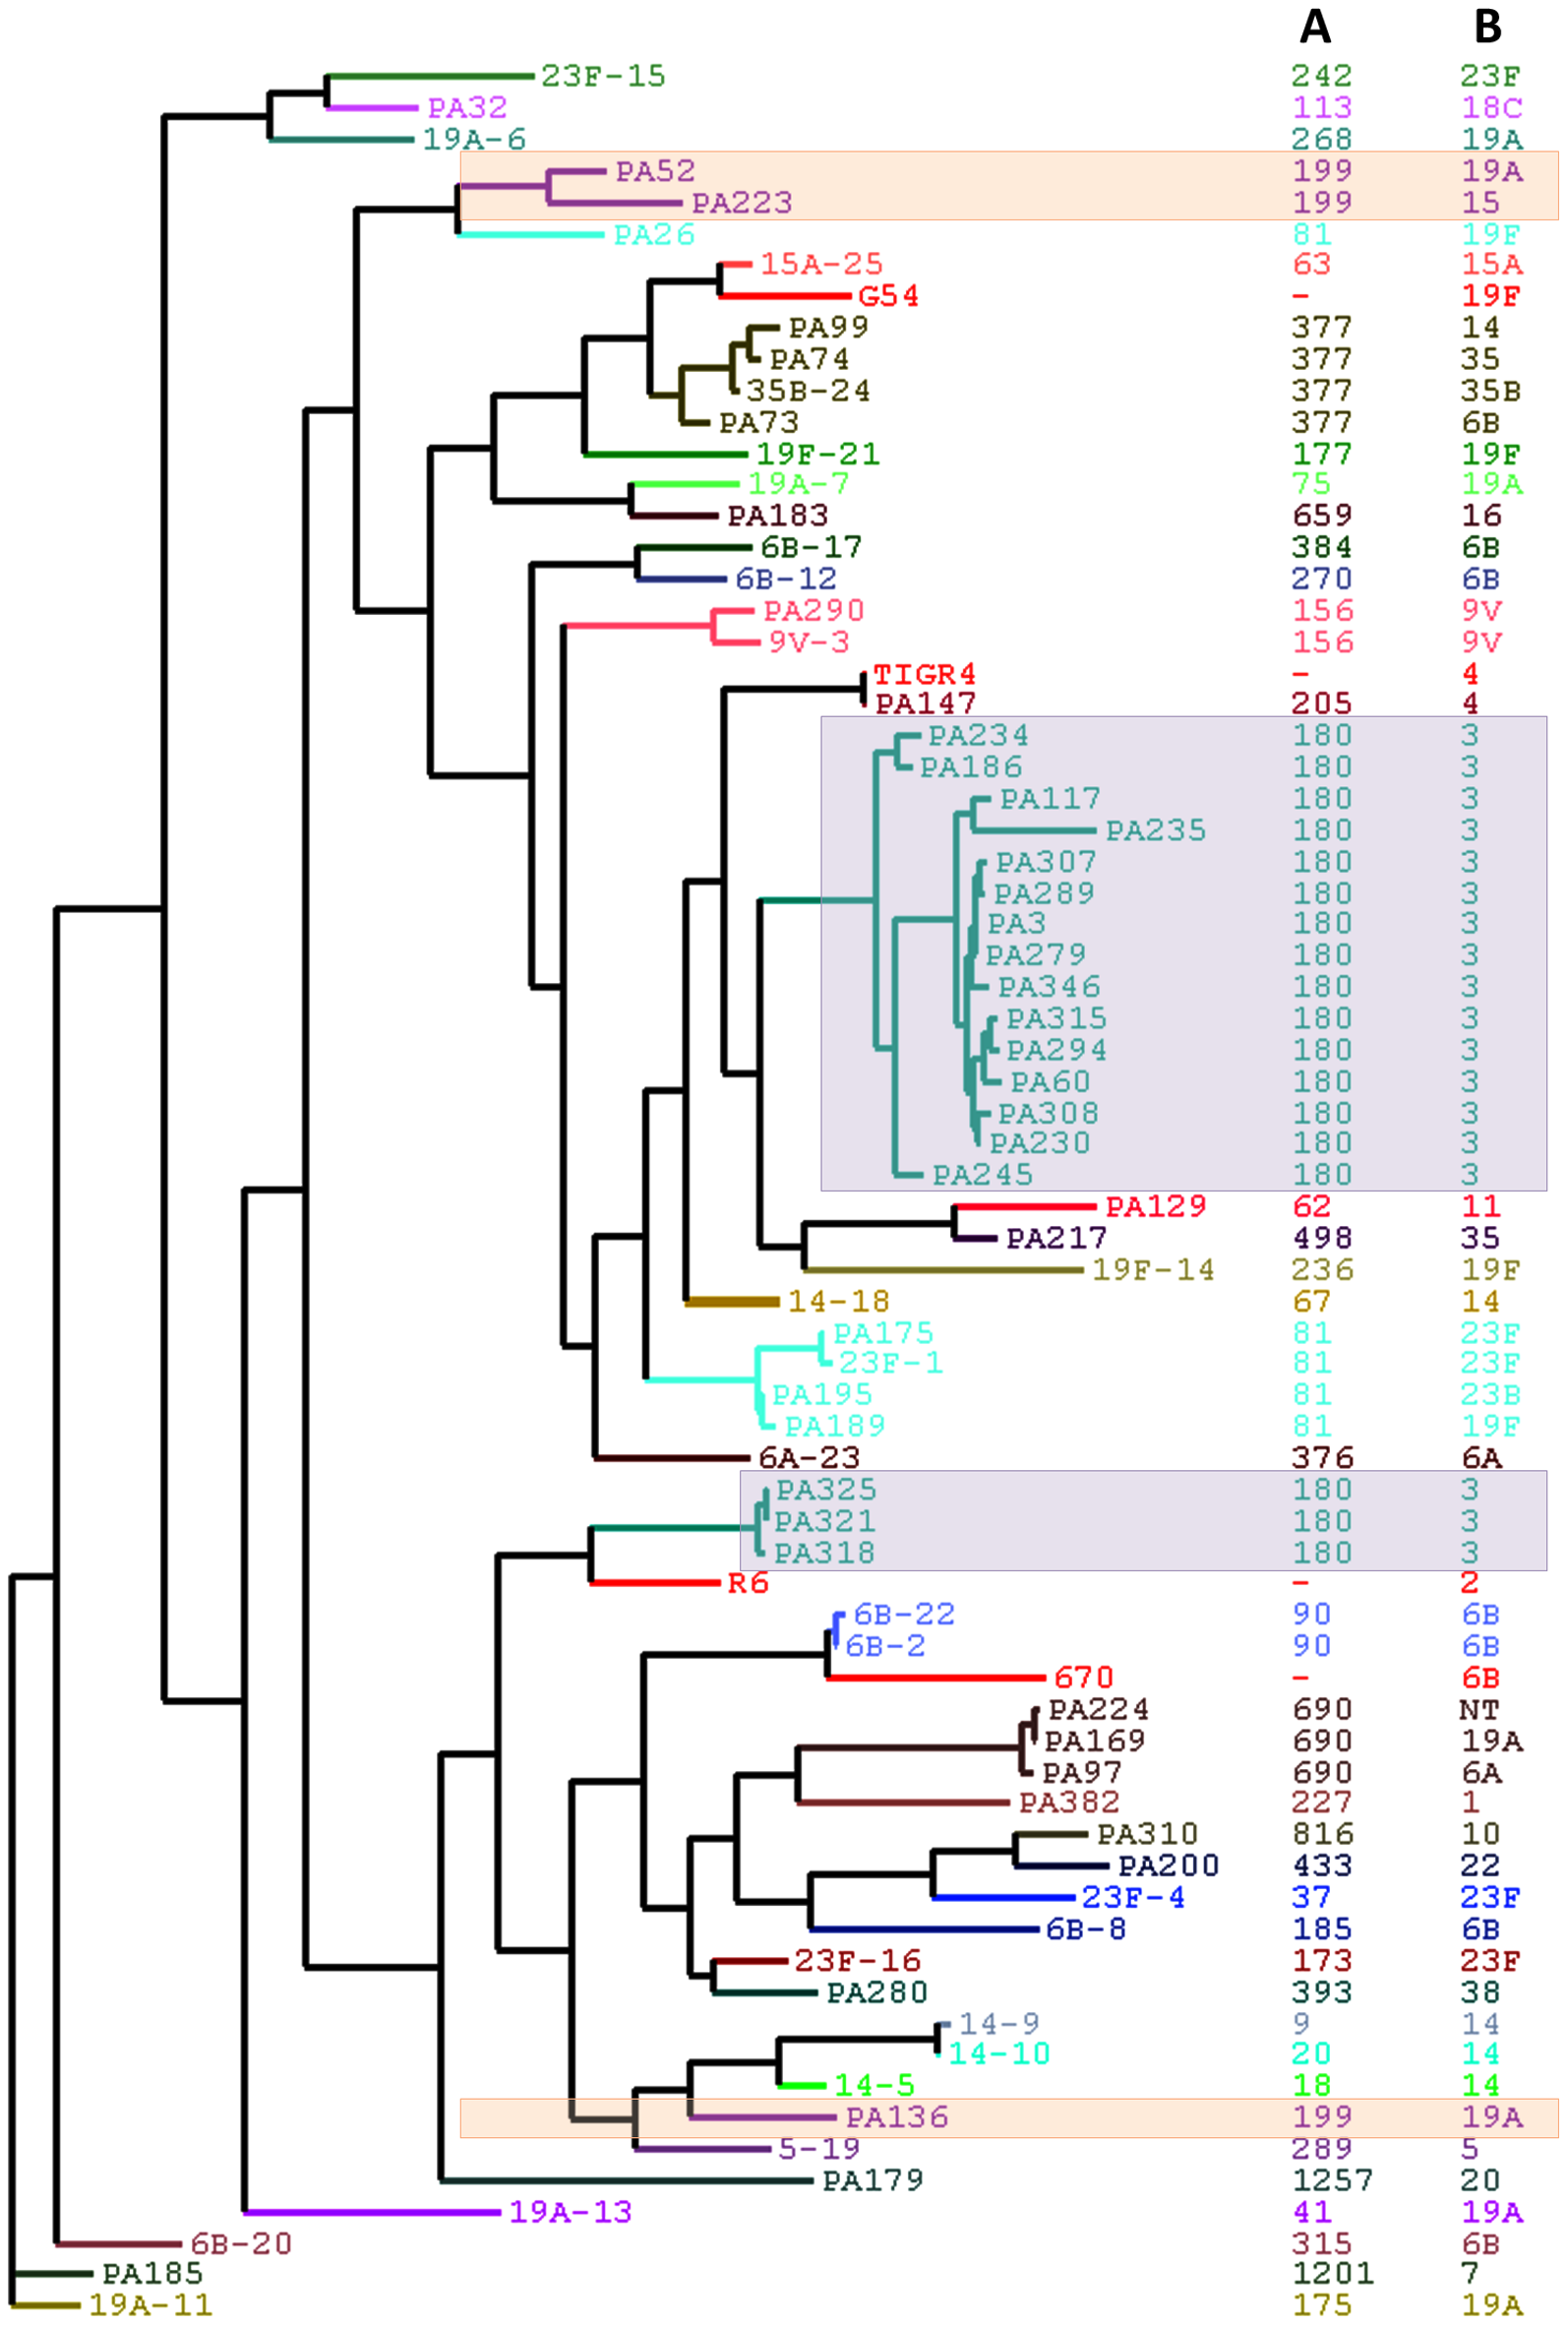 A B
23F-15 242 23F
PA32 113 18C
19A-6 268 19A
PA52 199 19A
PA223 199 15
PA26 81 19F
15A-25 63 15A
G54 - 19F
PA99 377 14
PA74 377 35
35B-24 377 35B
PA73 377 6B
19F-21 177 19F
19A-7 75 19A
PA183 659 16
6B-17 384 6B
6B-12 270 6B
PA290 156 9V
9V-3 156 9V
TIGR4 - 4
PA147 205 4
PA234 180 3
PA186 180 3
PA117 180 3
PA235 180 3
PA307 180 3
PA289 180 3
PA3 180 3
PA279 180 3
PA346 180 3
PA315 180 3
PA294 180 3
PA60 180 3
PA308 180 3
PA230 180 3
PA245 180 3
PA129 62 11
PA217 498 35
19F-14 236 19F
14-18 67 14
PA175 81 23F
23F-1 81 23F
PA195 81 23B
PA189 81 19F
6A-23 376 6A
PA325 180 3
PA321 180 3
PA318 180 3
R6 - 2
6B-22 90 6B
6B-2 90 6B
670 - 6B
PA224 690 NT
PA169 690 19A
PA97 690 6A
PA382 227 1
PA310 816 10
PA200 433 22
23F-4 37 23F
6B-8 185 6B
23F-16 173 23F
PA280 393 38
14-9 9 14
14-10 20 14
14-5 18 14
PA136 199 19A
5-19 289 5
PA179 1257 20
19A-13 41 19A
6B-20 315 6B
PA185 1201 7
19A-11 175 19A